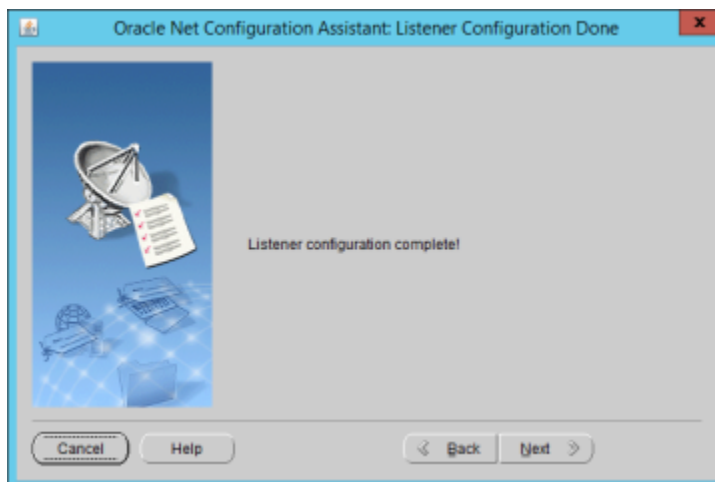 Oracle Net Configuration Assistant: Listener Configuration Done
x
Listener configuration complete!
Cancel
Help
Back
Next